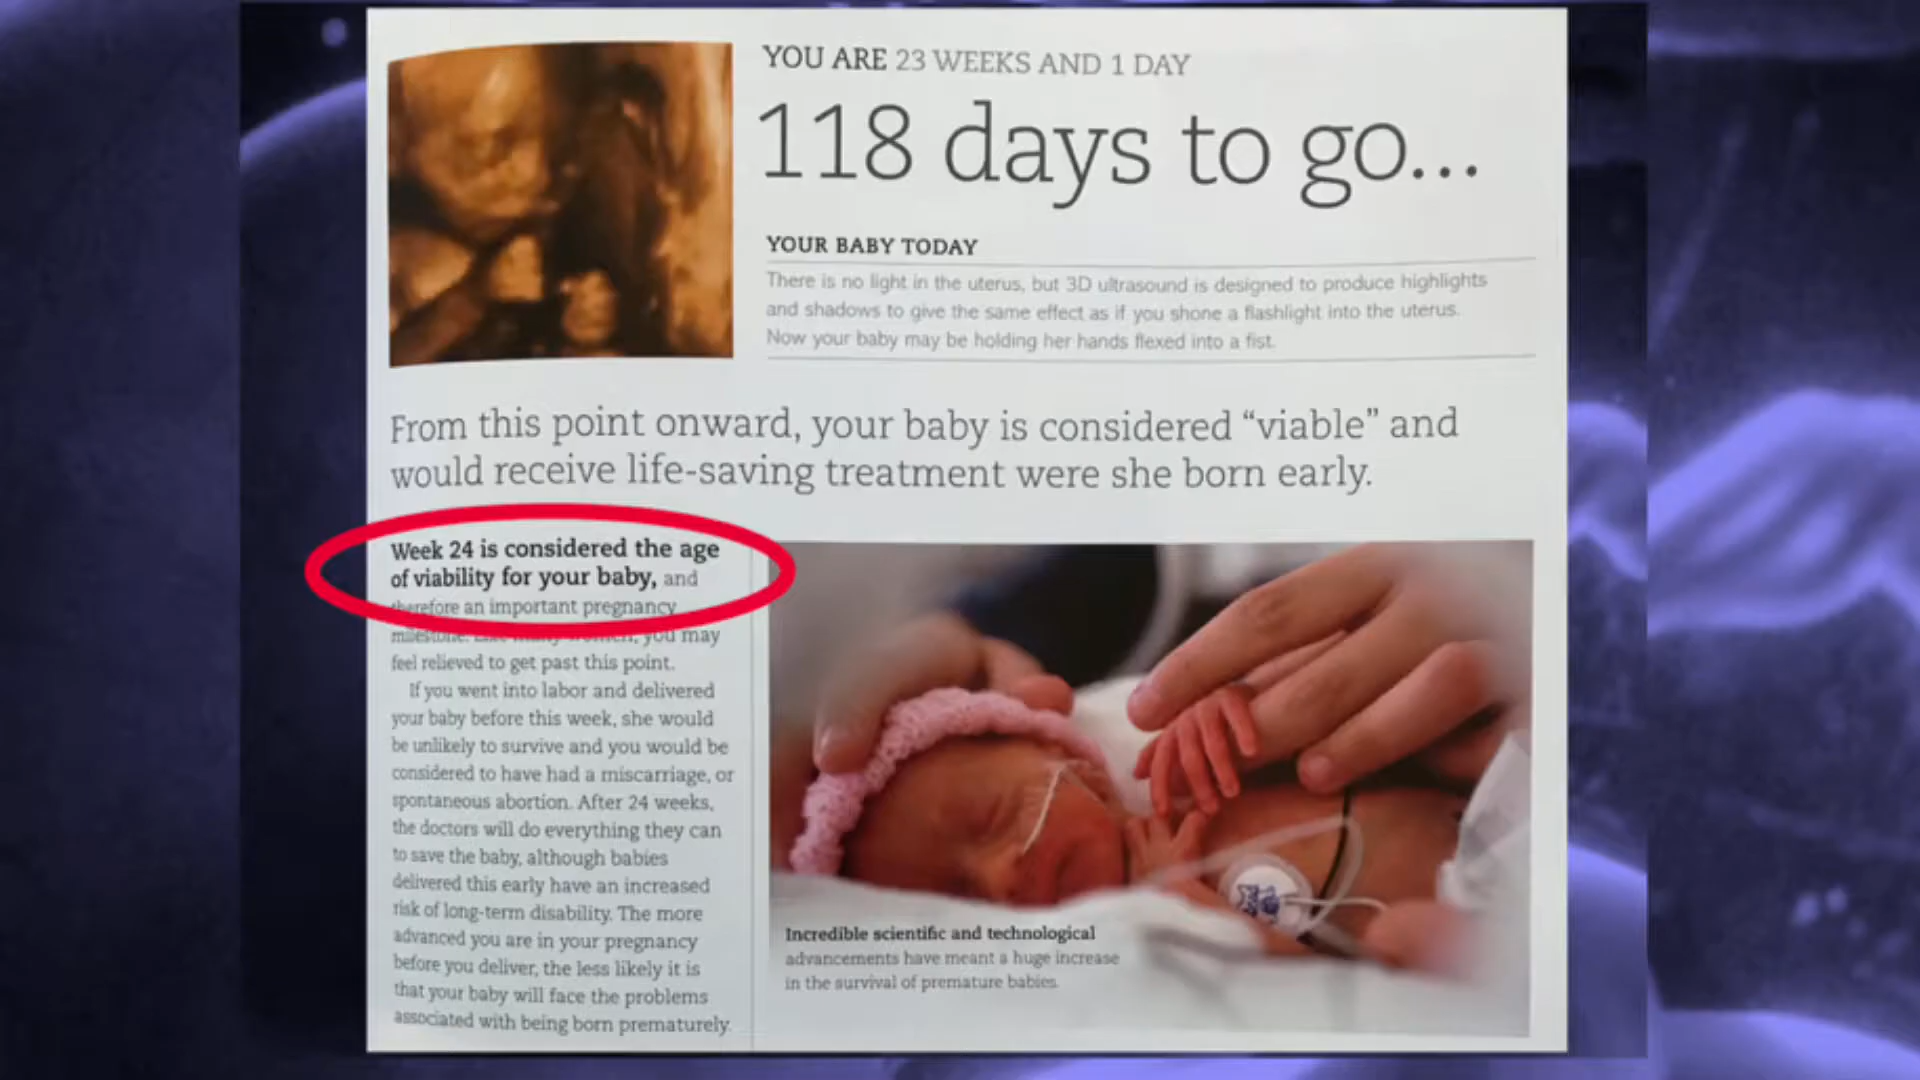 YOU ARE 23 WEEKS AND 1 DAY
118 days to go...
YOUR BABY TODAY
There is no light in the uterus, but 3D ultrasound is designed to produce highlights
and shadows to give the same effect as if you shone a flashlight into the uterus.
Now your baby may be holding her hands flexed into a fist.
From this point onward, your baby is considered “viable” and
would receive life-saving treatment were she born early.
Week 24 is considered the age
of viability for your baby, and
therefore an important pregnancy
milestone. Like many women, you may
feel relieved to get past this point.
If you went into labor and delivered
your baby before this week, she would
be unlikely to survive and you would be
considered to have had a miscarriage, or
spontaneous abortion. After 24 weeks,
the doctors will do everything they can
to save the baby, although babies
delivered this early have an increased
risk of long-term disability. The more
advanced you are in your pregnancy
before you deliver, the less likely it is
that your baby will face the problems
associated with being born prematurely.
Incredible scientific and technological
advancements have meant a huge increase
in the survival of premature babies.